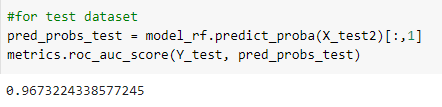 #for test dataset
pred_probs_test = model_rf.predict_proba(X_test2)[:,1]
metrics.roc_auc_score(Y_test, pred_probs_test)
0.9673224338577245